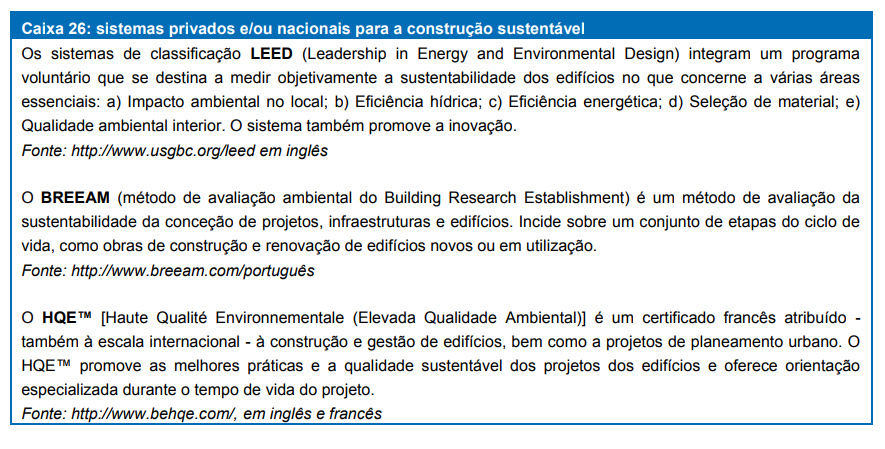 Caixa 26: sistemas privados e/ou nacionais para a construção sustentável
Os sistemas de classificação LEED (Leadership in Energy and Environmental Design) integram um programa
voluntário que se destina a medir objetivamente a sustentabilidade dos edifícios no que concerne a várias áreas
essenciais: a) Impacto ambiental no local; b) Eficiência hídrica; c) Eficiência energética; d) Seleção de material; e)
Qualidade ambiental interior. O sistema também promove a inovação.
Fonte: http://www.usgbc.org/leed em inglês
O BREEAM (método de avaliação ambiental do Building Research Establishment) é um método de avaliação da
sustentabilidade da conceção de projetos, infraestruturas e edifícios. Incide sobre um conjunto de etapas do ciclo de
vida, como obras de construção e renovação de edifícios novos ou em utilização.
Fonte: http://www.breeam.com/português
O HQE™ [Haute Qualité Environnementale (Elevada Qualidade Ambiental)] é um certificado francês atribuído -
também à escala internacional - à construção e gestão de edifícios, bem como a projetos de planeamento urbano. O
HQE™ promove as melhores práticas e a qualidade sustentável dos projetos dos edifícios e oferece orientação
especializada durante o tempo de vida do projeto.
Fonte: http://www.behqe.com/, em inglês e francês